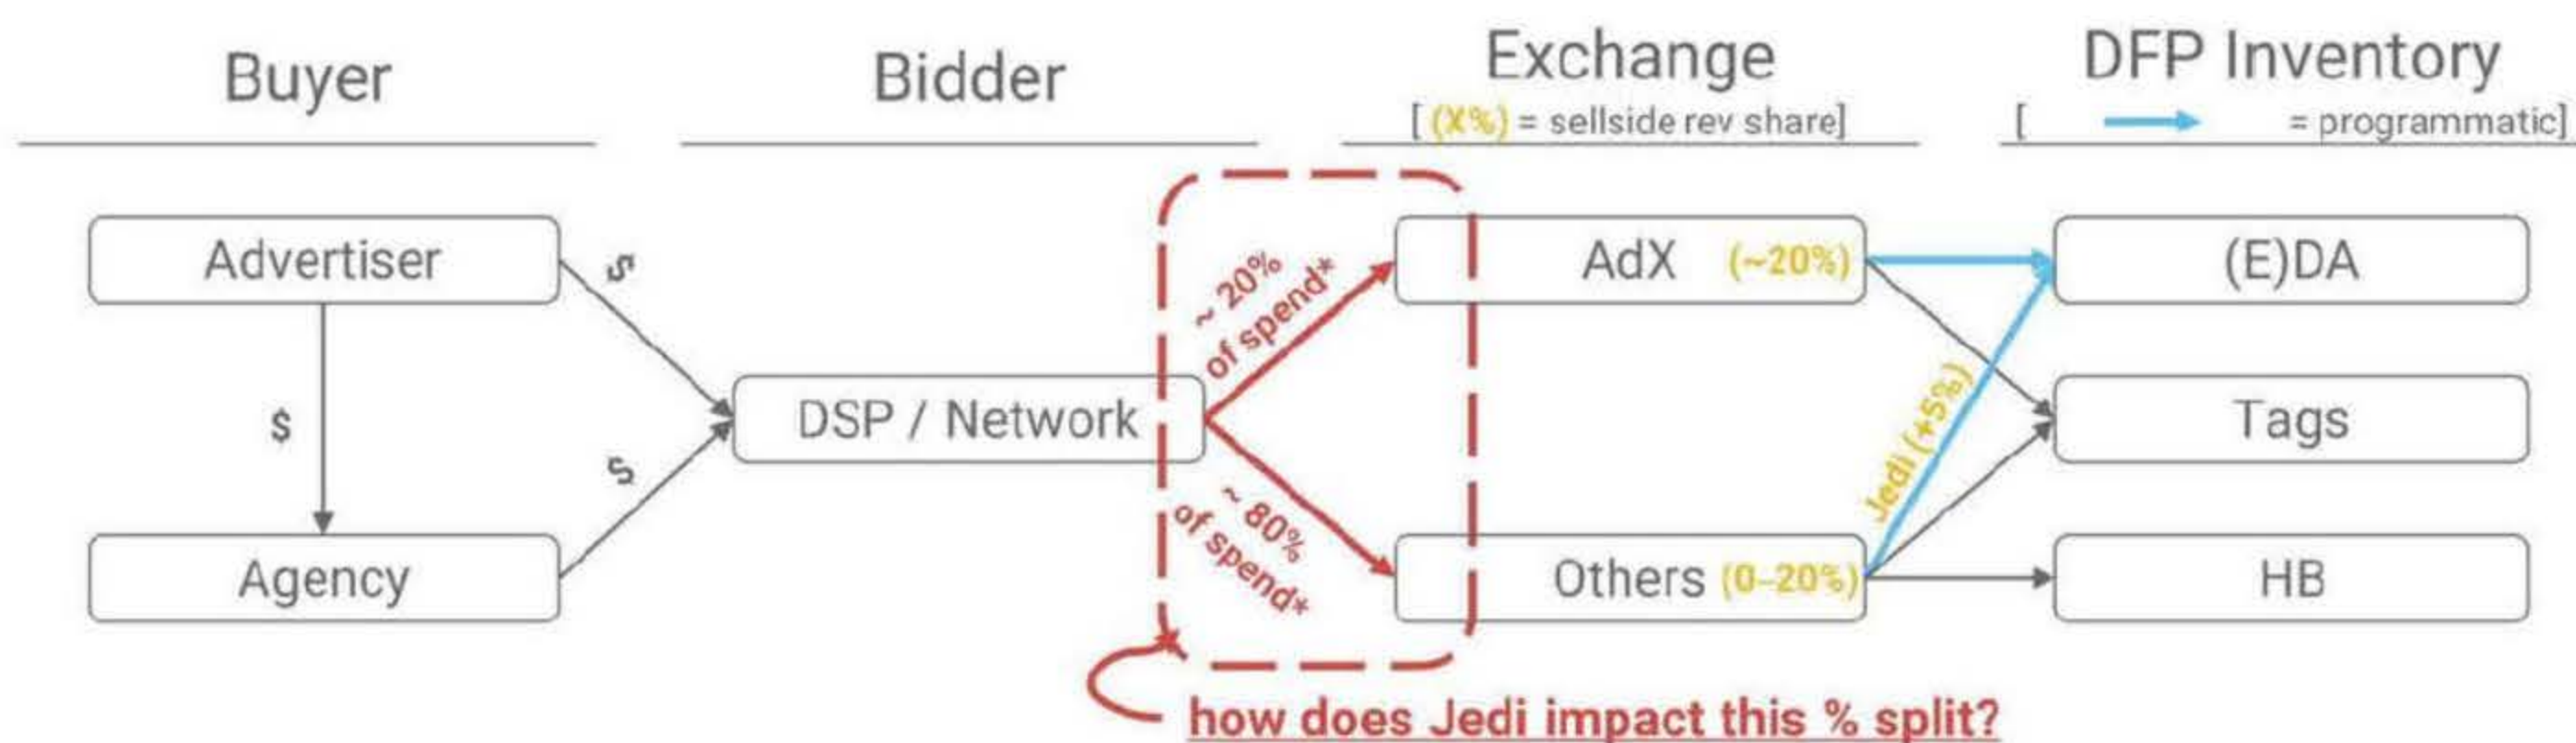 Buyer
Bidder
Exchange
[ (X%) = sellside rev share]
DFP Inventory
[ = programmatic]
Advertiser
$
$
Agency
$
DSP / Network
~ 20%
of spend*
~ 80%
of spend*
AdX (~20%)
Others (0-20%)
Jedi (+5%)
(E)DA
Tags
HB
how does Jedi impact this % split?